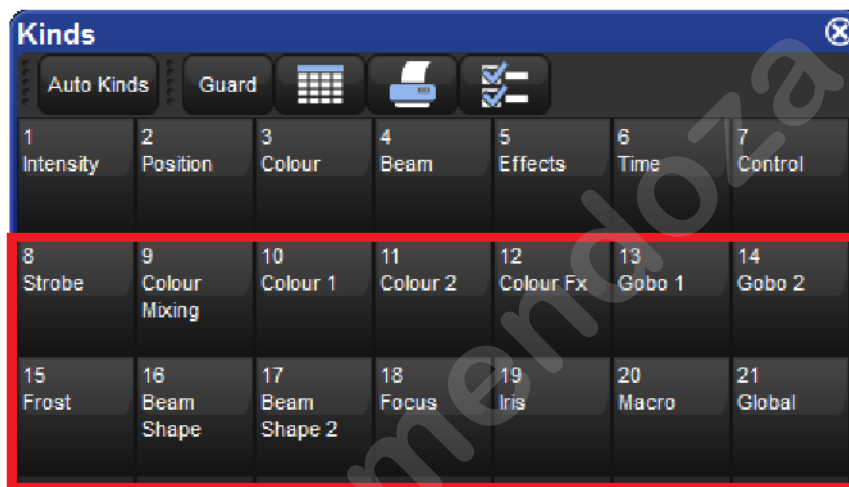 Kinds
Auto Kinds
Guard
1
Intensity
2
Position
3
Colour
4
Beam
5
Effects
6
Time
7
Control
8
Strobe
9
Colour
Mixing
10
Colour 1
11
Colour 2
12
Colour Fx
13
Gobo 1
14
Gobo 2
15
Frost
16
Beam
Shape
17
Beam
Shape 2
18
Focus
19
Iris
20
Macro
21
Global
mendoza